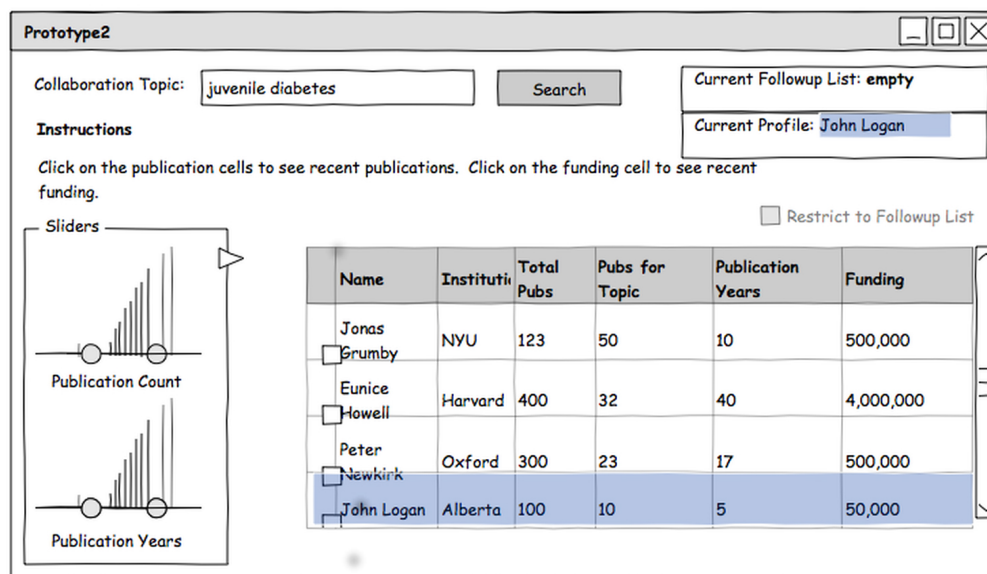 Prototype2
Collaboration Topic: juvenile diabetes Search
Current Followup List: empty
Current Profile: John Logan
Instructions
Click on the publication cells to see recent publications. Click on the funding cell to see recent
funding.
Restrict to Followup List
Sliders
Publication Count
Publication Years
Name Institutio Total Pubs Pubs for Topic Publication Years Funding
Jonas Grumby NYU 123 50 10 500,000
Eunice Howell Harvard 400 32 40 4,000,000
Peter Newkirk Oxford 300 23 17 500,000
John Logan Alberta 100 10 5 50,000